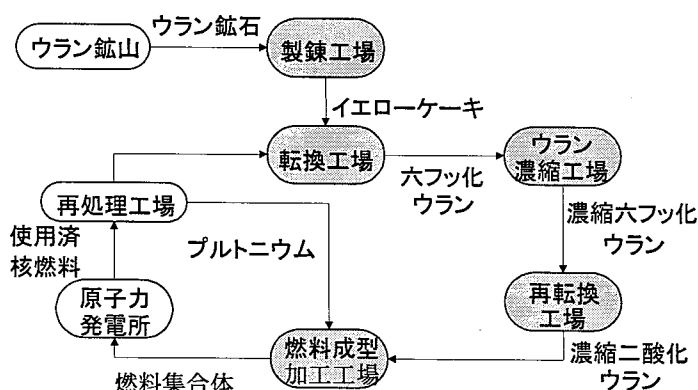 ウラン鉱山
ウラン鉱石
製錬工場
イエローケーキ
転換工場
六フッ化
ウラン
ウラン
濃縮工場
濃縮六フッ化
ウラン
再転換
工場
濃縮二酸化
ウラン
燃料成型
加工工場
燃料集合体
原子力
発電所
使用済
核燃料
再処理工場
プルトニウム